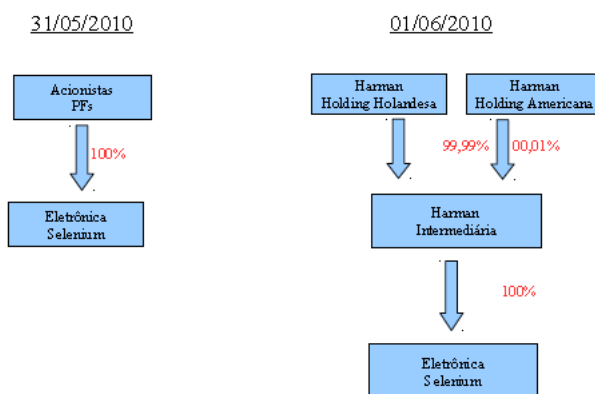 31/05/2010
Acionistas
PFs
100%
Eletrônica
Selenium
01/06/2010
Harman
Holding Holandesa
Harman
Holding Americana
99,99%
00,01%
Harman
Intermediária
100%
Eletrônica
Selenium